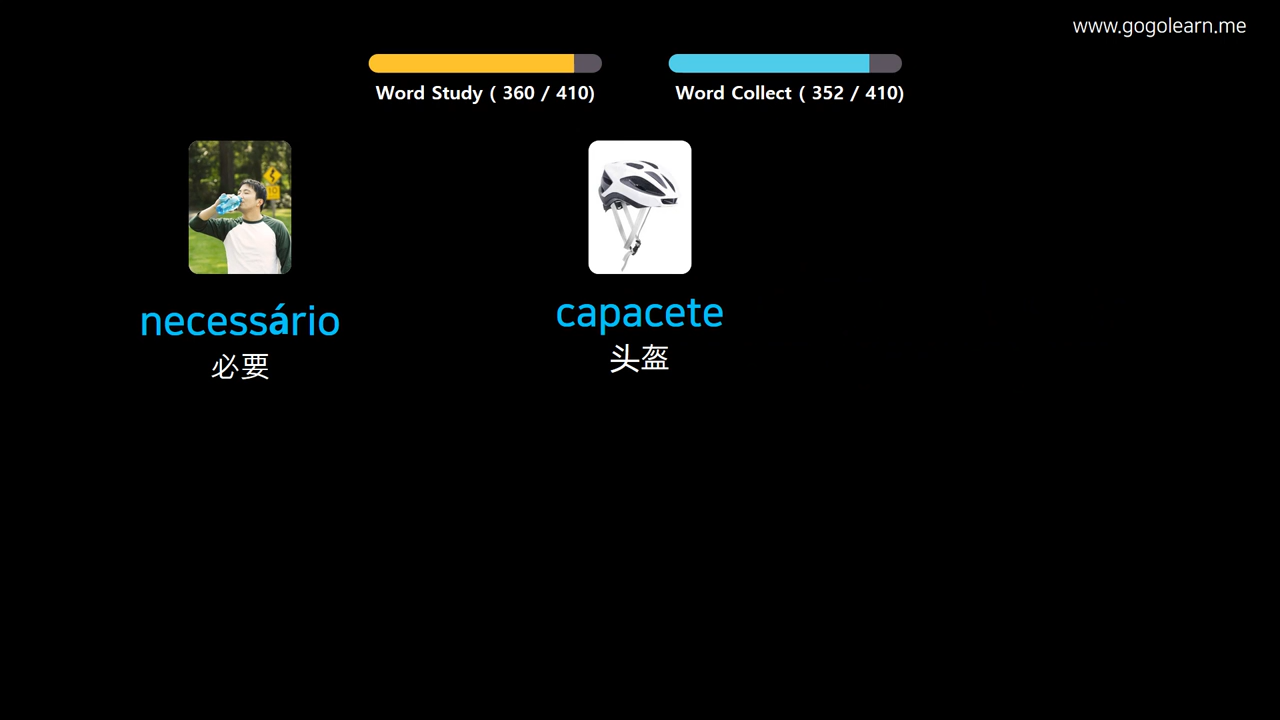 www.gogolearn.me
Word Study ( 360 / 410)
Word Collect ( 352 / 410)
necessário
必要
capacete
头盔